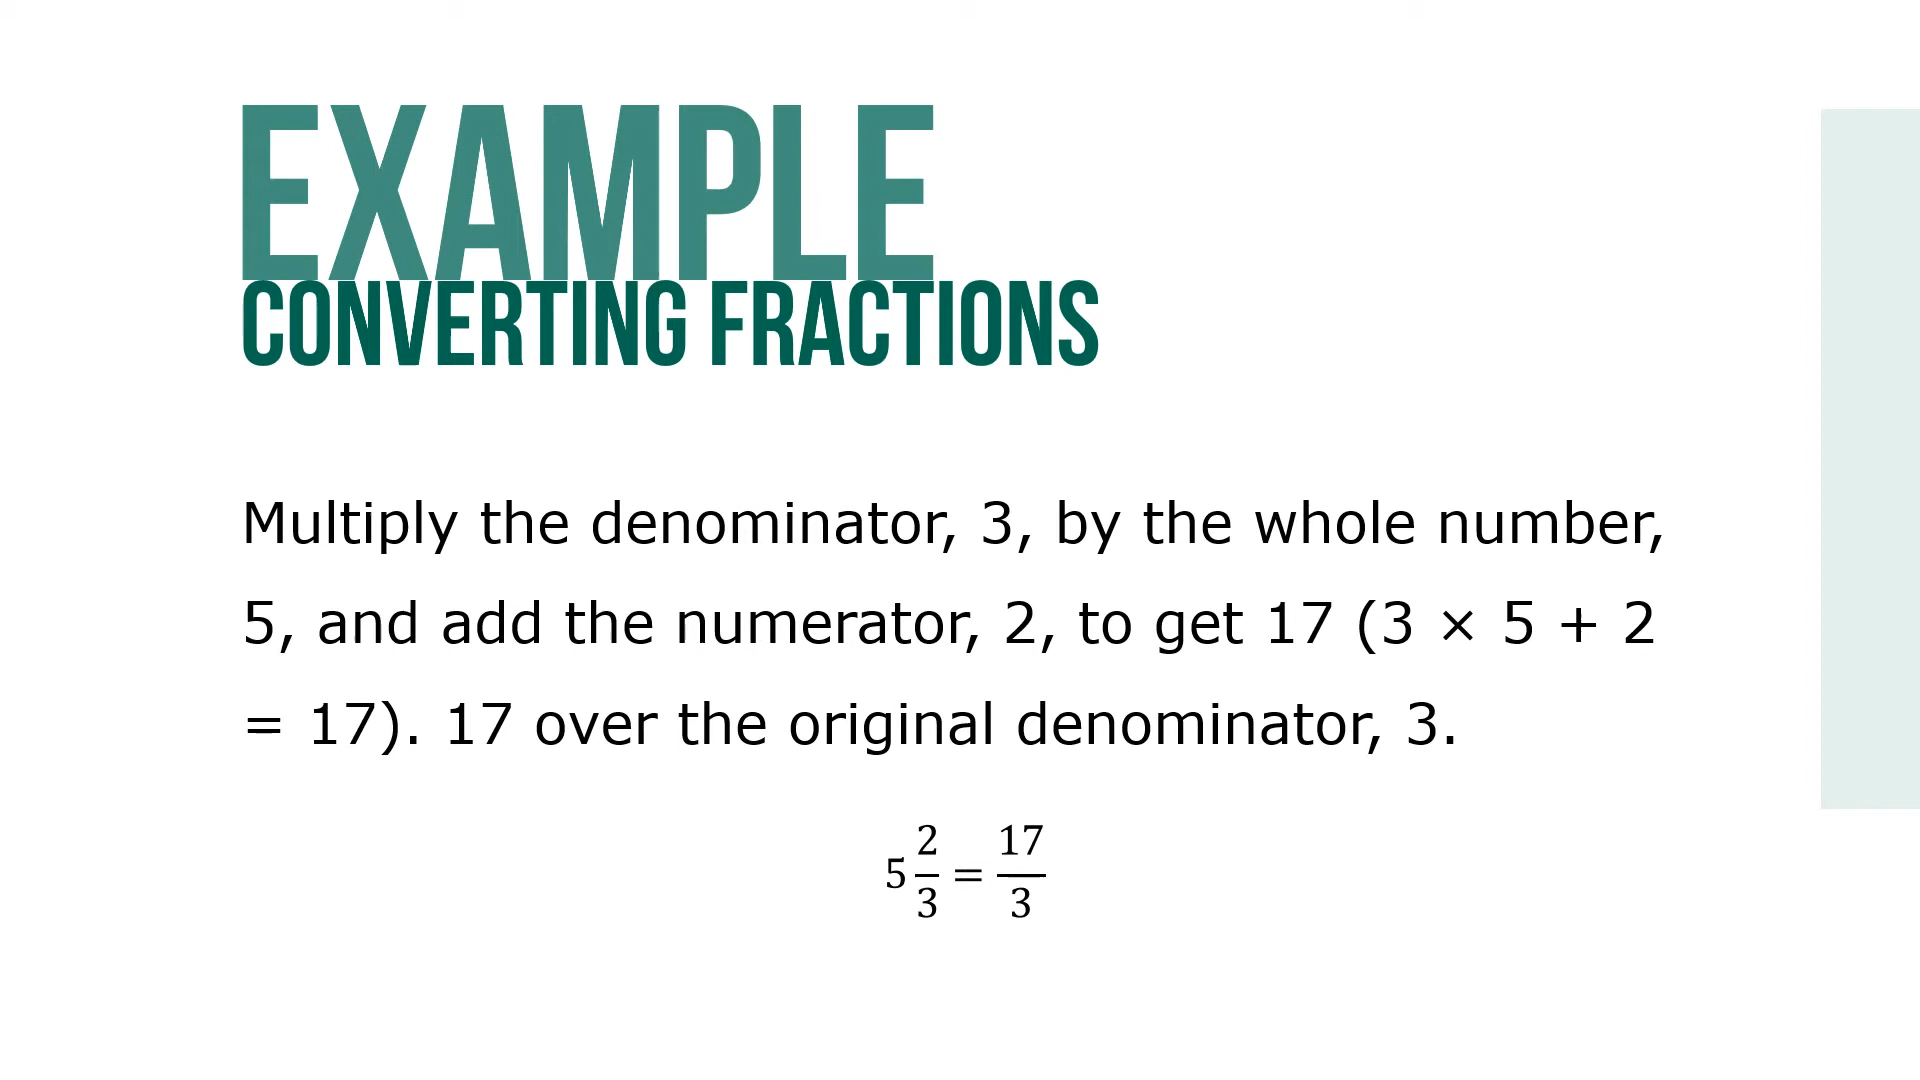 EXAMPLE
CONVERTING FRACTIONS
Multiply the denominator, 3, by the whole number,
5, and add the numerator, 2, to get 17 (3 × 5 + 2
= 17). 17 over the original denominator, 3.
5 2/3 = 17/3